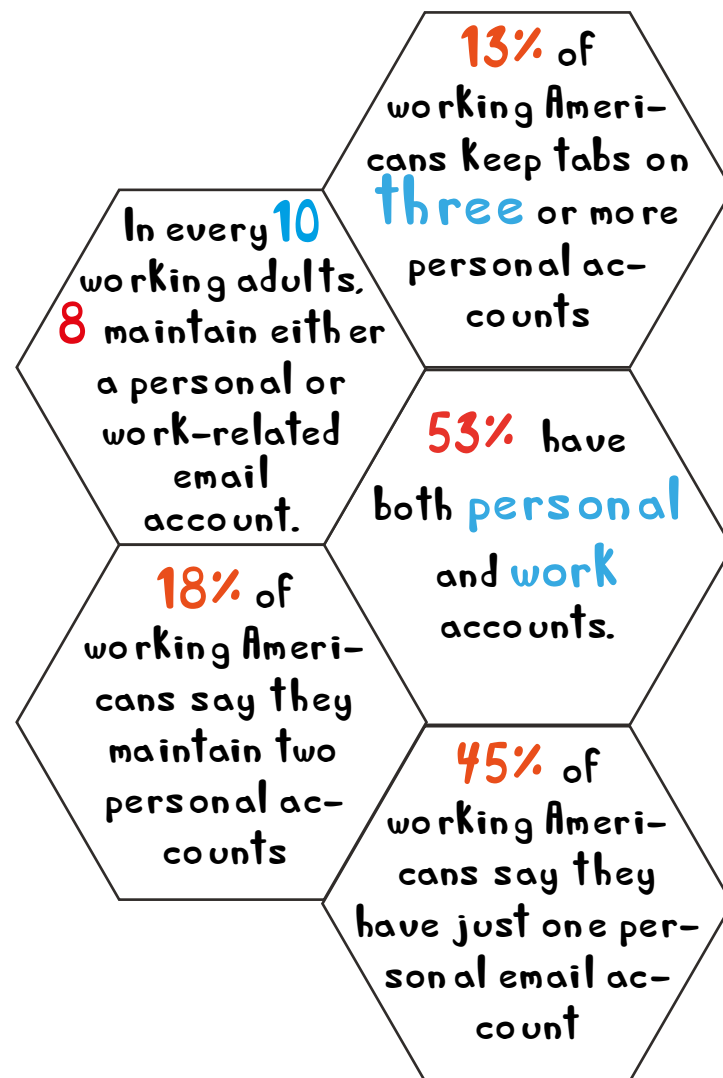 13% of
working Ameri-
cans keep tabs on
three or more
personal ac-
counts
In every 10
working adults,
8 maintain either
a personal or
work-related
email
account.
53% have
both personal
and work
accounts.
18% of
working Ameri-
cans say they
maintain two
personal ac-
counts
45% of
working Ameri-
cans say they
have just one per-
sonal email ac-
count